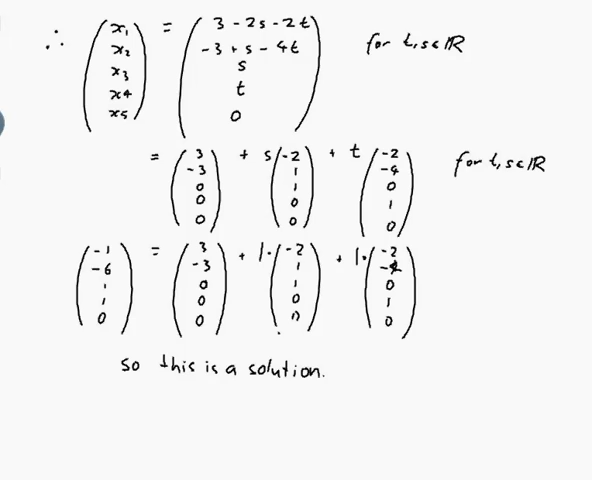 ∴ (x₁ x₂ x₃ x₄ x₅) = (3 - 2s - 2t, -3 + s - 4t, s, t, 0) for t, s ∈ ℝ
= (3 -3 0 0 0) + s(-2 1 1 0 0) + t(-2 -4 0 1 0) for t, s ∈ ℝ
(-1 -6 1 1 0) = (3 -3 0 0 0) + 1·(-2 1 1 0 0) + 1·(-2 -4 0 1 0)
so this is a solution.